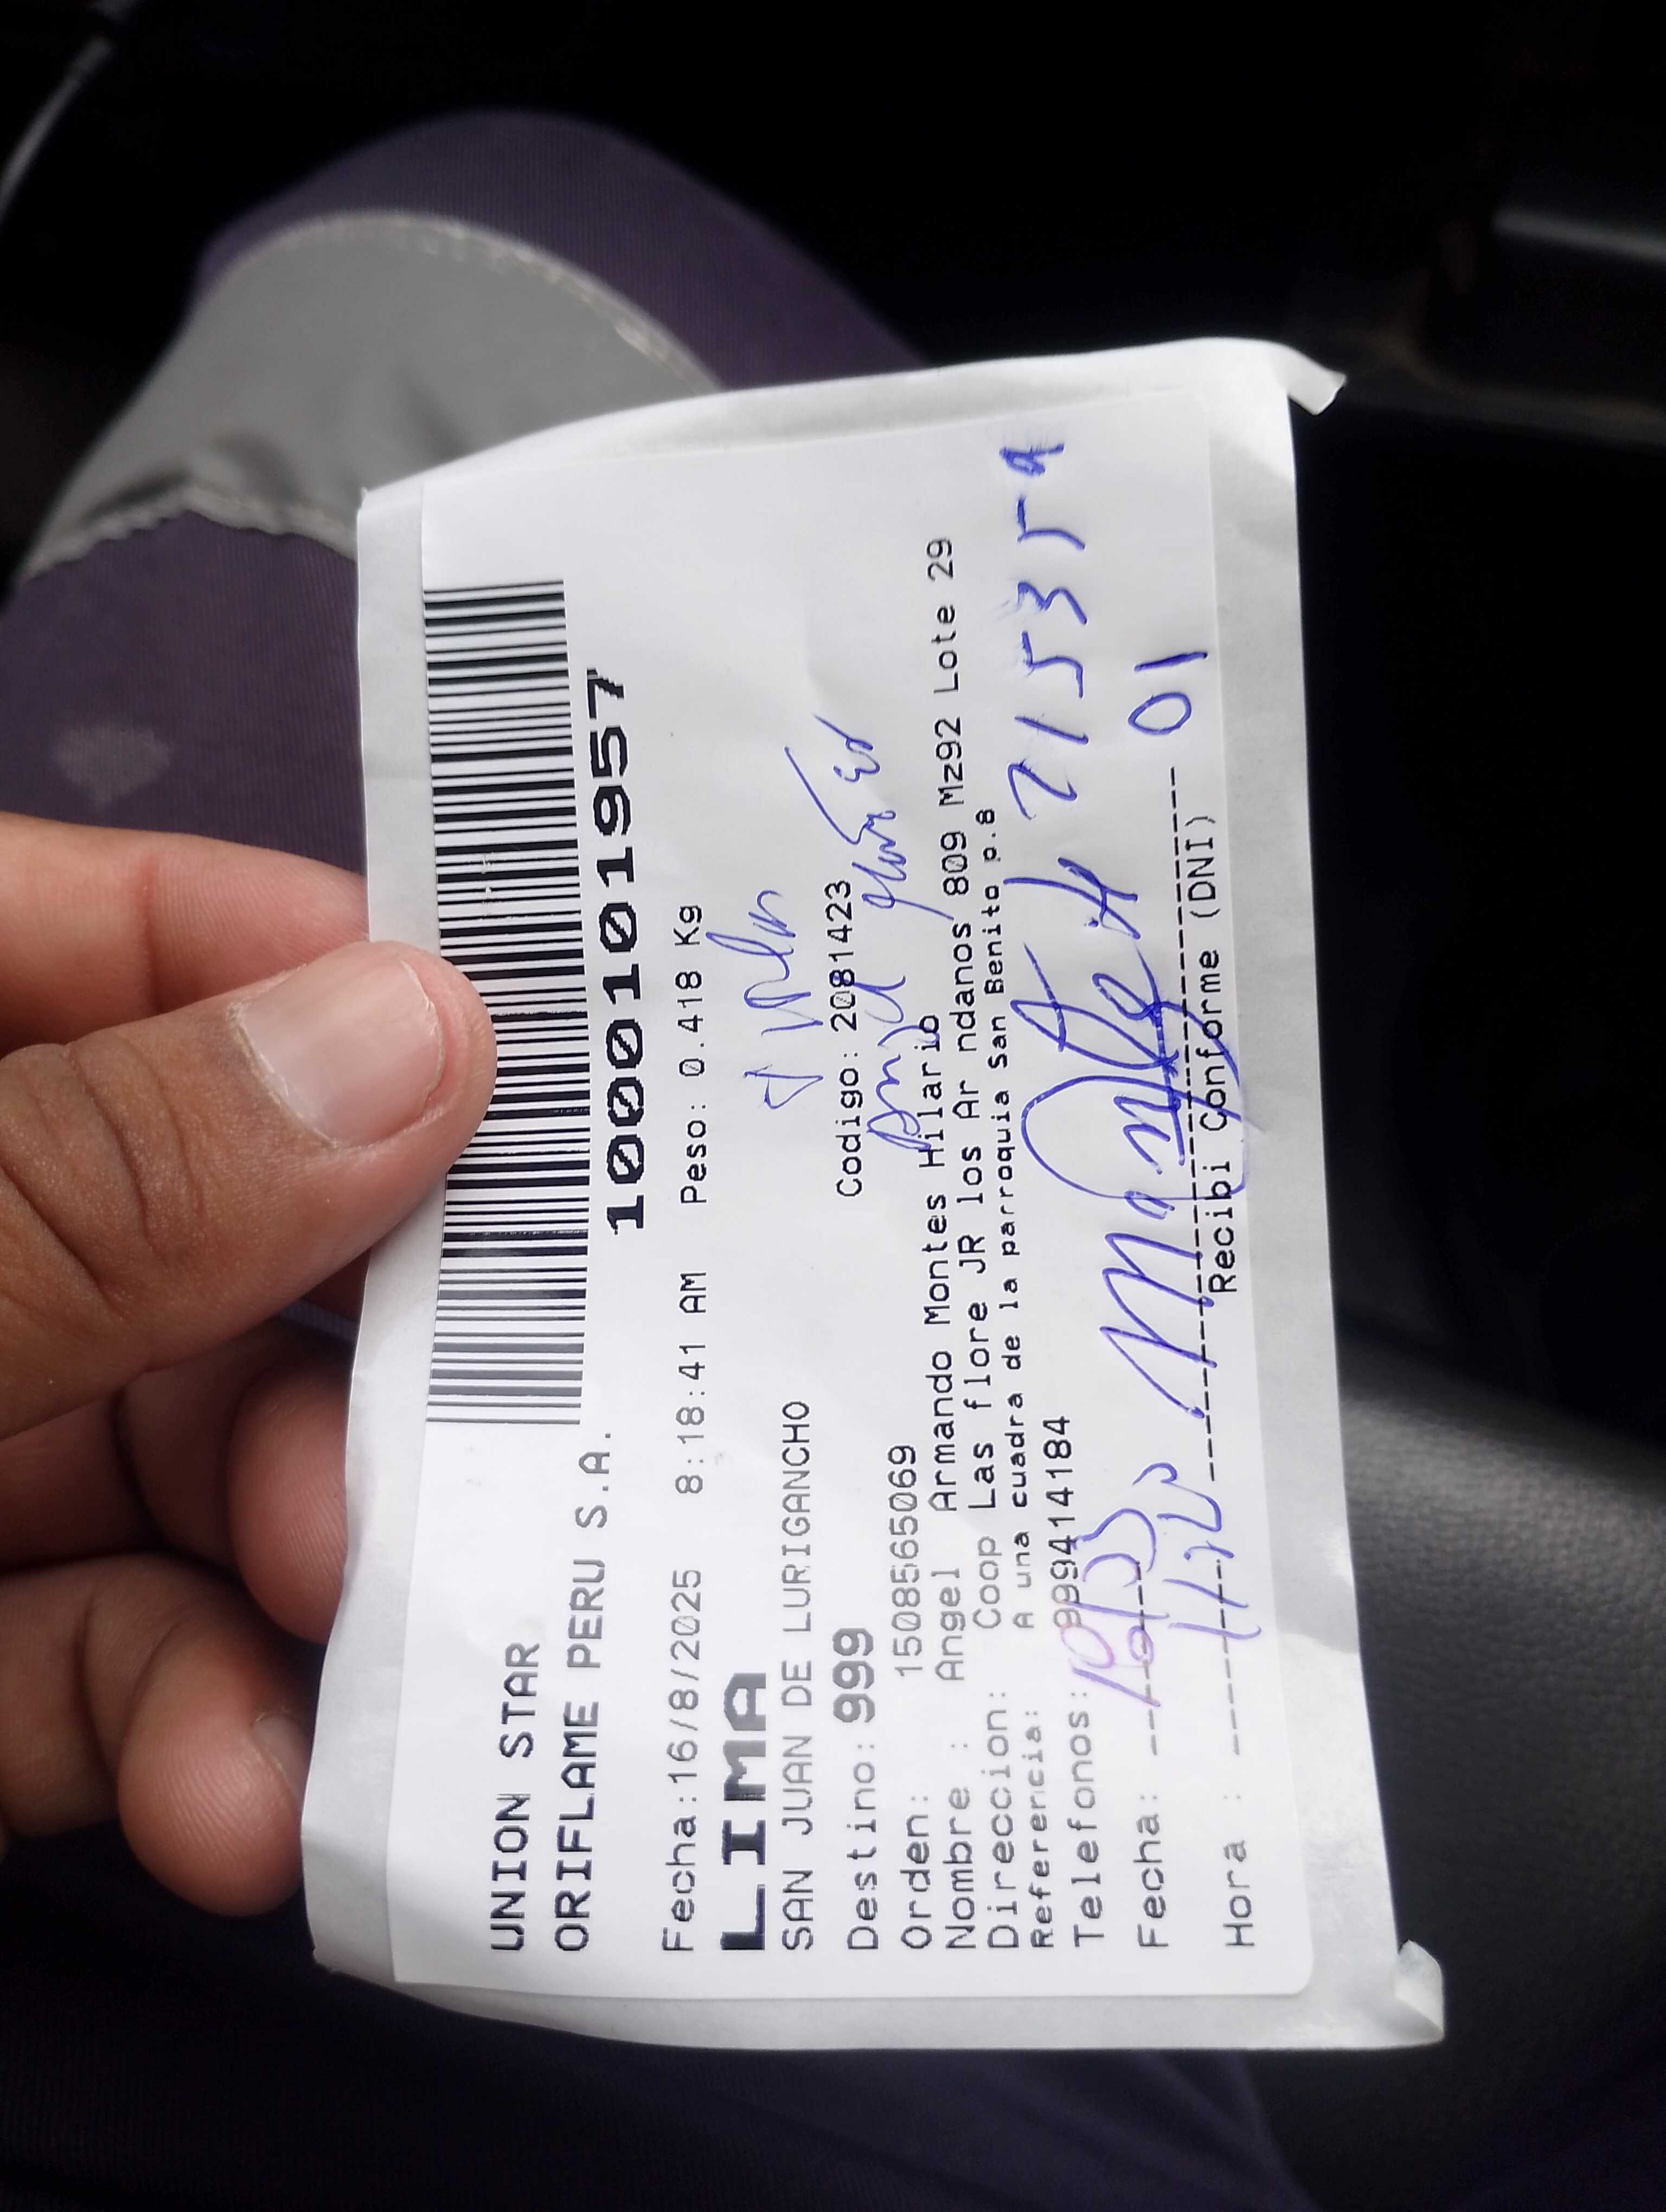 UNION STAR
ORIFLAME PERU S.A.
1000101957
Fecha:16/8/2025 8:18:41 AM Peso: 0.418 Kg
LIMA
SAN JUAN DE LURIGANCHO
Destino: 999 Codigo: 2081423
Orden: 1508565069
Nombre : Angel Armando Montes Hilario
Direccion: Coop Las flore JR los Ar ndanos 809 Mz92 Lote 29
Referencia: A una cuadra de la parroquia San Benito p.8
Telefonos: 999414184
Fecha:
01
Hora :
Recibi Conforme (DNI)